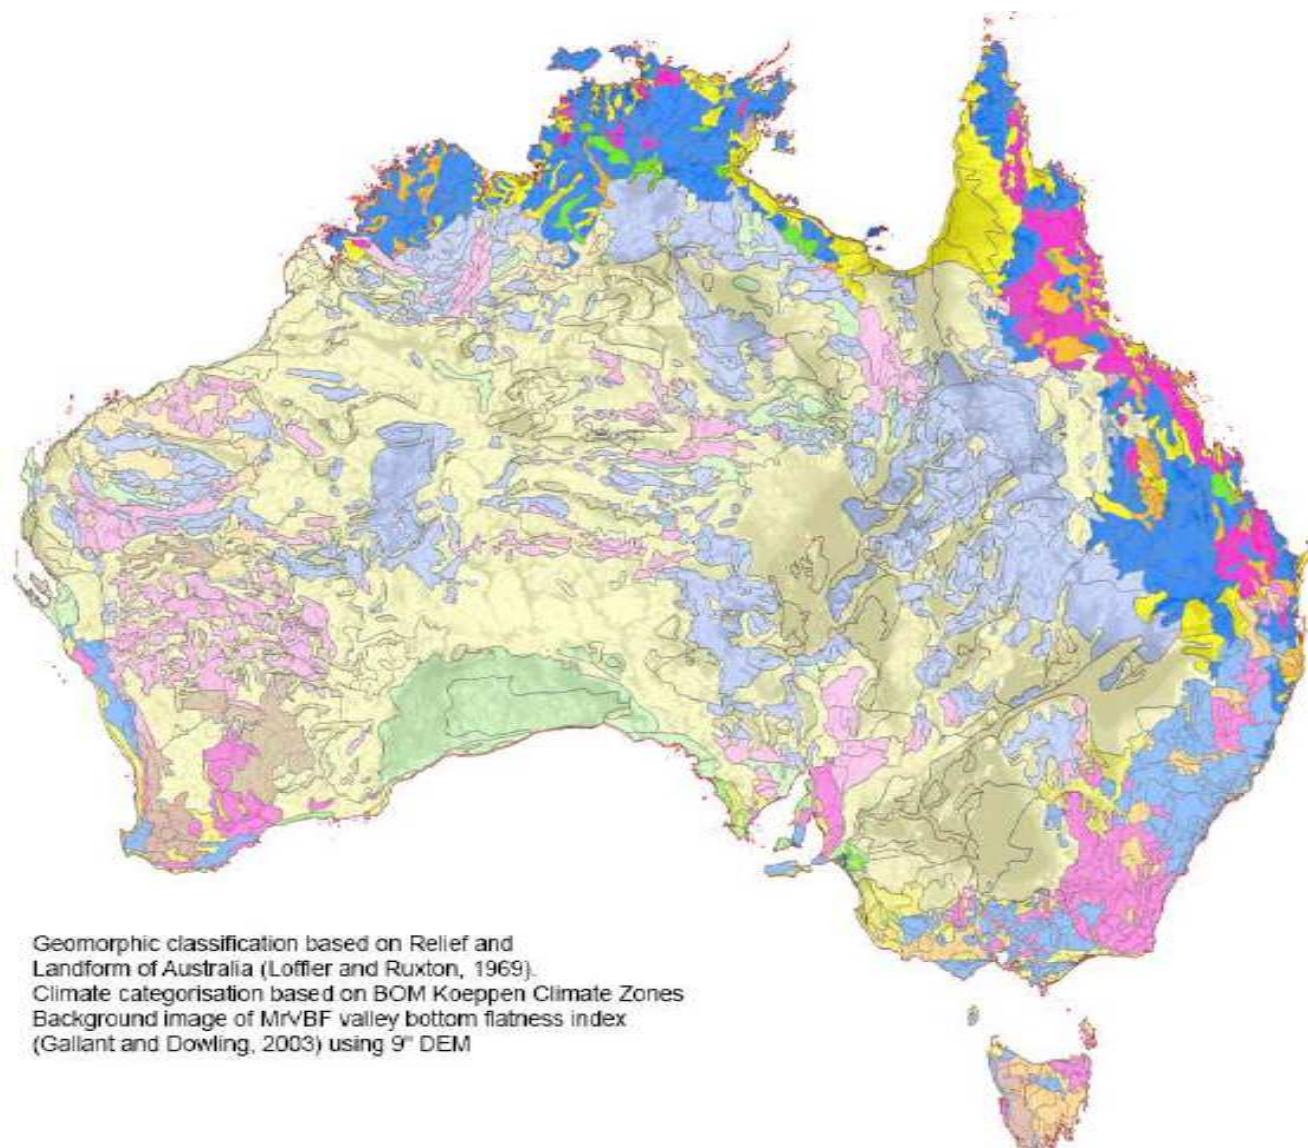 Geomorphic classification based on Relief and
Landform of Australia (Loffler and Ruxton, 1969).
Climate categorisation based on BOM Koeppen Climate Zones
Background image of MrVBF valley bottom flatness index
(Gallant and Dowling, 2003) using 9" DEM